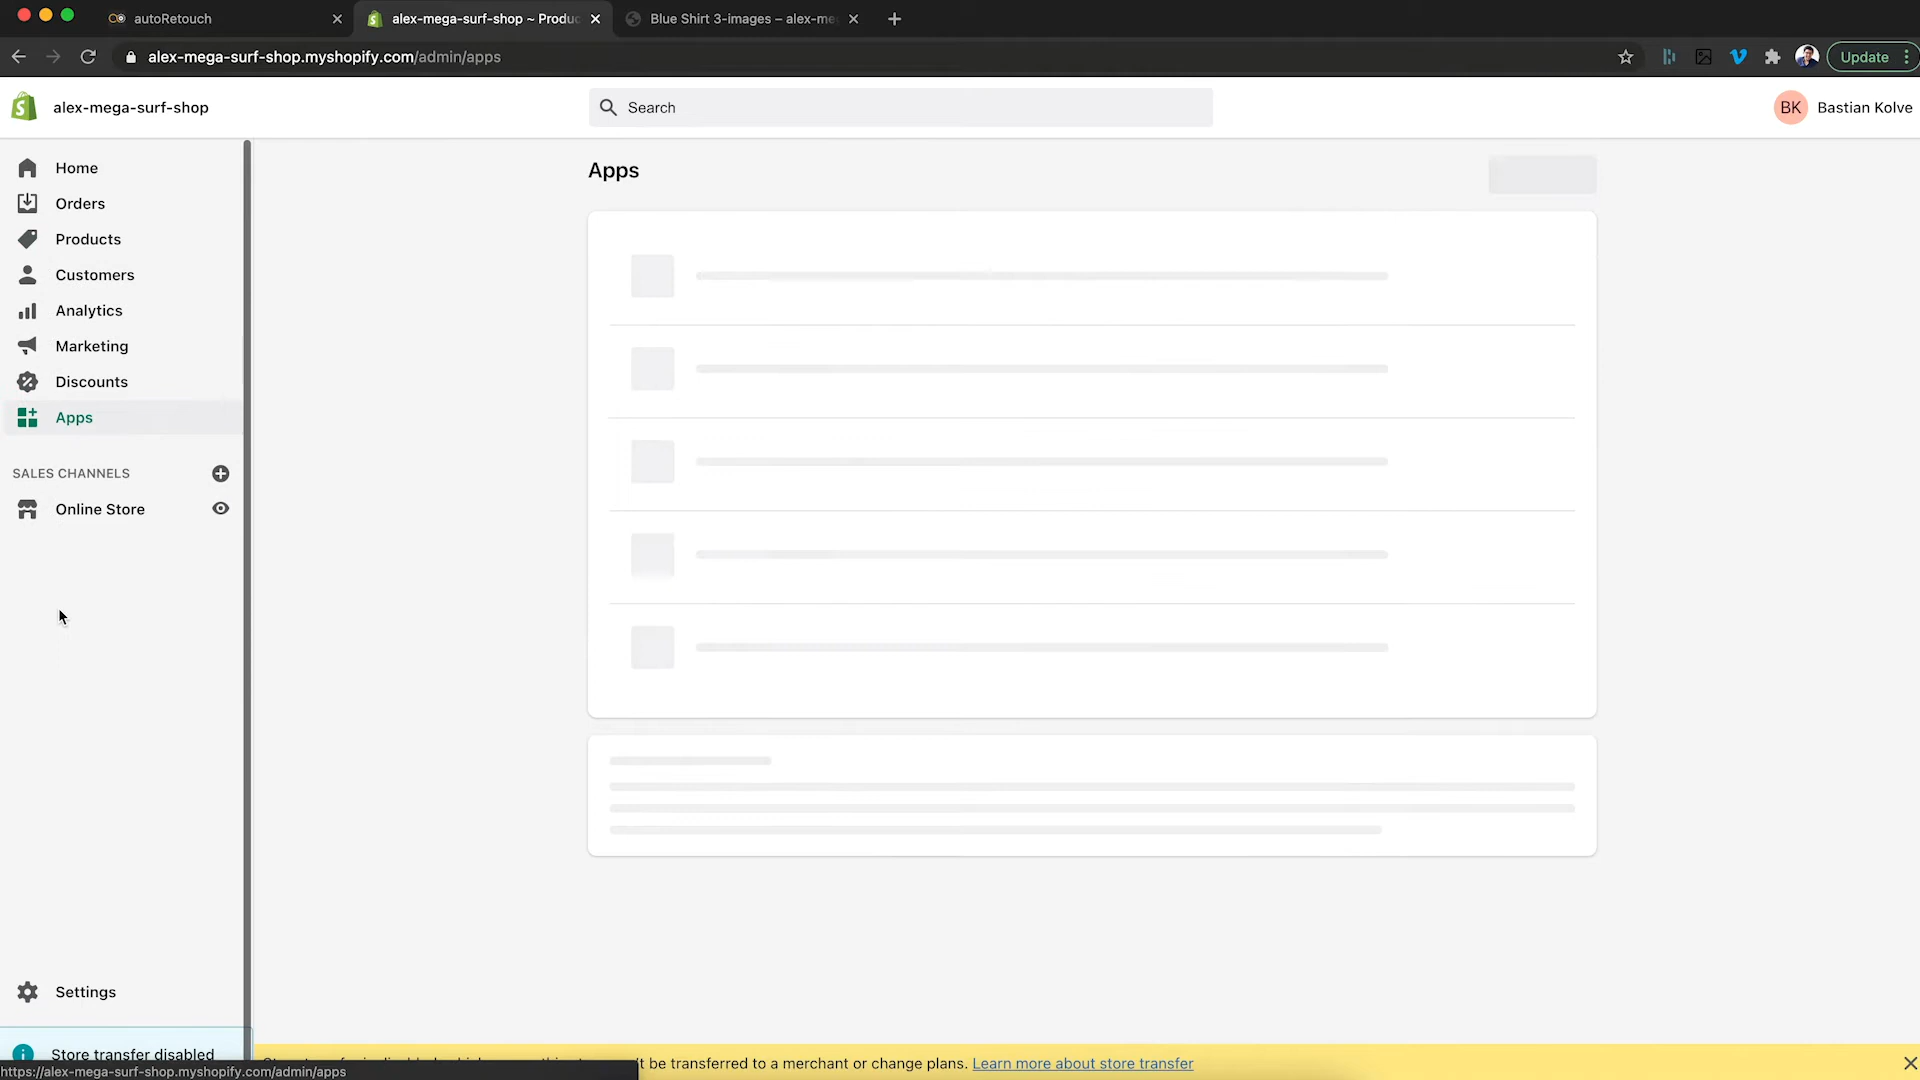 autoRetouch
alex-mega-surf-shop ~ Produc
Blue Shirt 3-images – alex-me
alex-mega-surf-shop.myshopify.com/admin/apps
Update
alex-mega-surf-shop
Search
BK
Bastian Kolve
Home
Orders
Products
Customers
Analytics
Marketing
Discounts
Apps
SALES CHANNELS
Online Store
Settings
Apps
Store transfer disabled
't be transferred to a merchant or change plans. Learn more about store transfer
https://alex-mega-surf-shop.myshopify.com/admin/apps